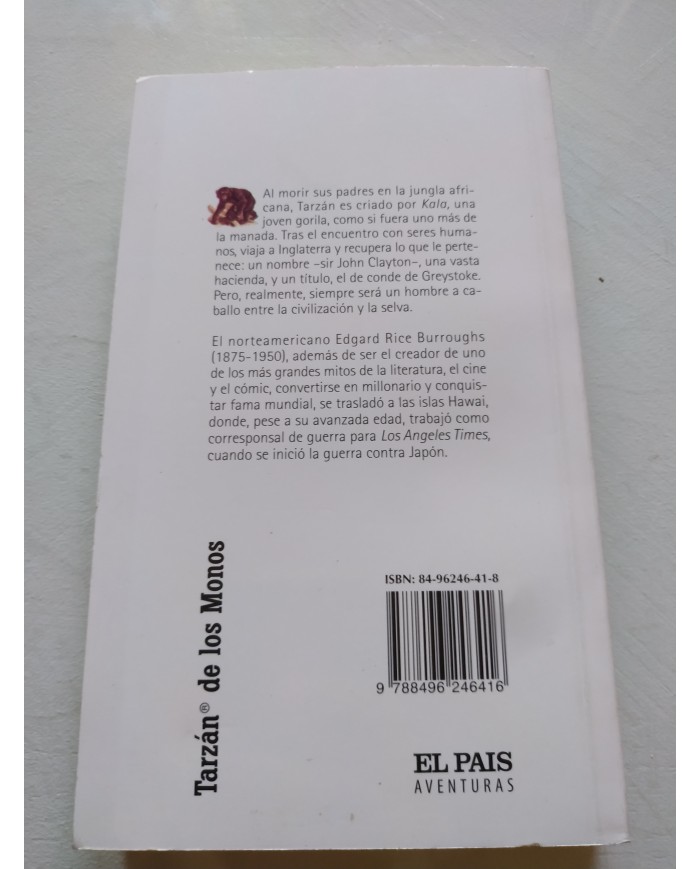 Al morir sus padres en la jungla afri-
cana, Tarzán es criado por Kala, una
joven gorila, como si fuera uno más de
la manada. Tras el encuentro con seres huma-
nos, viaja a Inglaterra y recupera lo que le perte-
nece: un nombre –sir John Clayton–, una vasta
hacienda, y un título, el de conde de Greystoke.
Pero, realmente, siempre será un hombre a ca-
ballo entre la civilización y la selva.
El norteamericano Edgard Rice Burroughs
(1875-1950), además de ser el creador de uno
de los más grandes mitos de la literatura, el cine
y el cómic, convertirse en millonario y conquis-
tar fama mundial, se trasladó a las islas Hawai,
donde, pese a su avanzada edad, trabajó como
corresponsal de guerra para Los Angeles Times,
cuando se inició la guerra contra Japón.
Tarzán® de los Monos
ISBN: 84-96246-41-8
9 788496 246416
EL PAIS
AVENTURAS